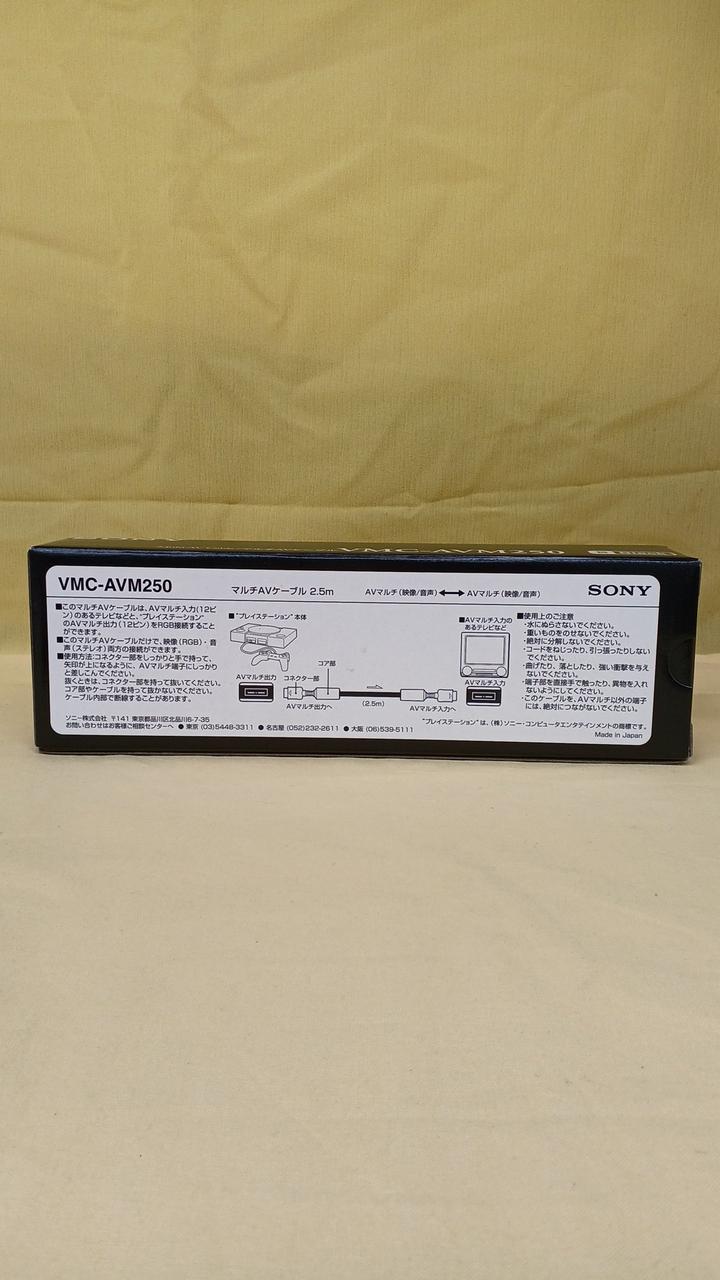 VMC-AVM250
VMC-AVM250
マルチAVケーブル 2.5m
AVマルチ(映像/音声)
AVマルチ(映像/音声)
SONY
■このマルチAVケーブルは、AVマルチ入力(12ピ
ン)のあるテレビなどと、"プレイステーション"
のAVマルチ出力(12ピン)をRGB接続すること
ができます。
■このマルチAVケーブルだけで、映像(RGB)・音
声(ステレオ)両方の接続ができます。
■使用方法:コネクター部をしっかりと手で持って、
矢印が上になるように、AVマルチ端子にしっかり
と差しこんでください。
抜くときは、コネクター部を持って抜いてください。
コア部やケーブルを持って抜かないでください。
ケーブル内部で断線することがあります。
■"プレイステーション"本体
AVマルチ出力
コネクター部
コア部
AVマルチ出力へ
(2.5m)
AVマルチ入力へ
■AVマルチ入力の
あるテレビなど
AVマルチ入力
■使用上のご注意
・水にぬらさないでください。
・重いものをのせないでください。
・絶対に分解しないでください。
・コードをねじったり、引っ張ったりしない
でください。
・曲げたり、落としたり、強い衝撃を与え
ないでください。
・端子部を直接手で触ったり、異物を入れ
ないようにしてください。
・このケーブルを、AVマルチ以外の端子
には、絶対につながないでください。
ソニー株式会社 〒141 東京都品川区北品川6-7-35
お問い合わせはお客様ご相談センターへ ● 東京 (03)5448-3311 ● 名古屋 (052)232-2611 ● 大阪 (06)539-5111
"プレイステーション"は、(株)ソニー・コンピュータエンタテインメントの商標です。
Made in Japan